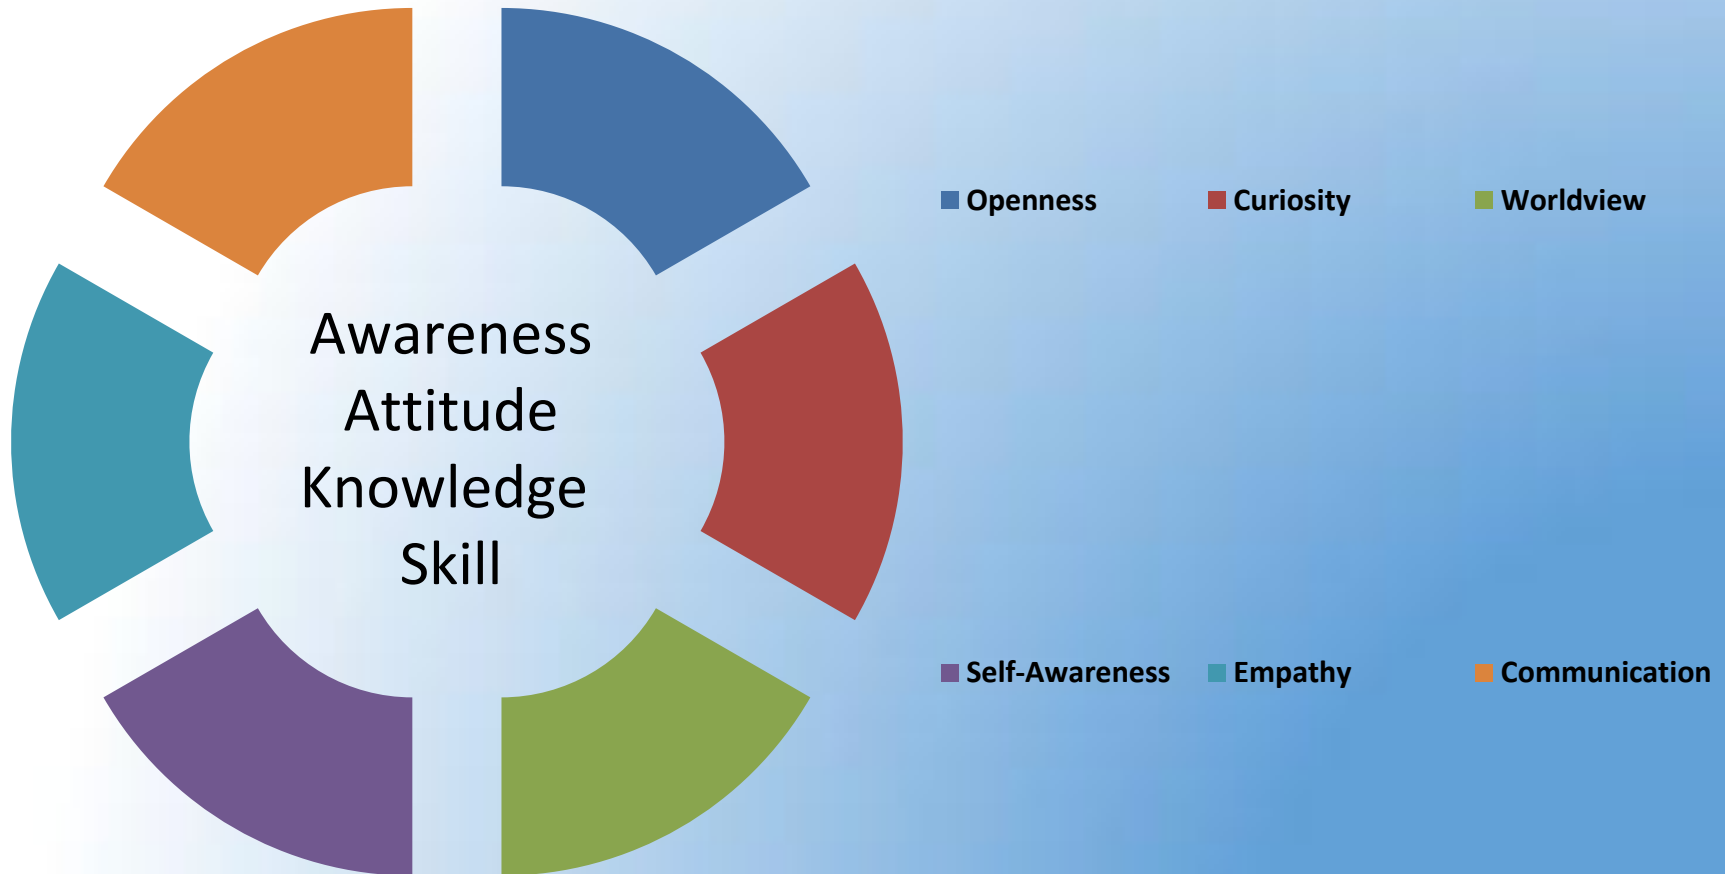 Awareness
Attitude
Knowledge
Skill
Openness
Curiosity
Worldview
Self-Awareness
Empathy
Communication